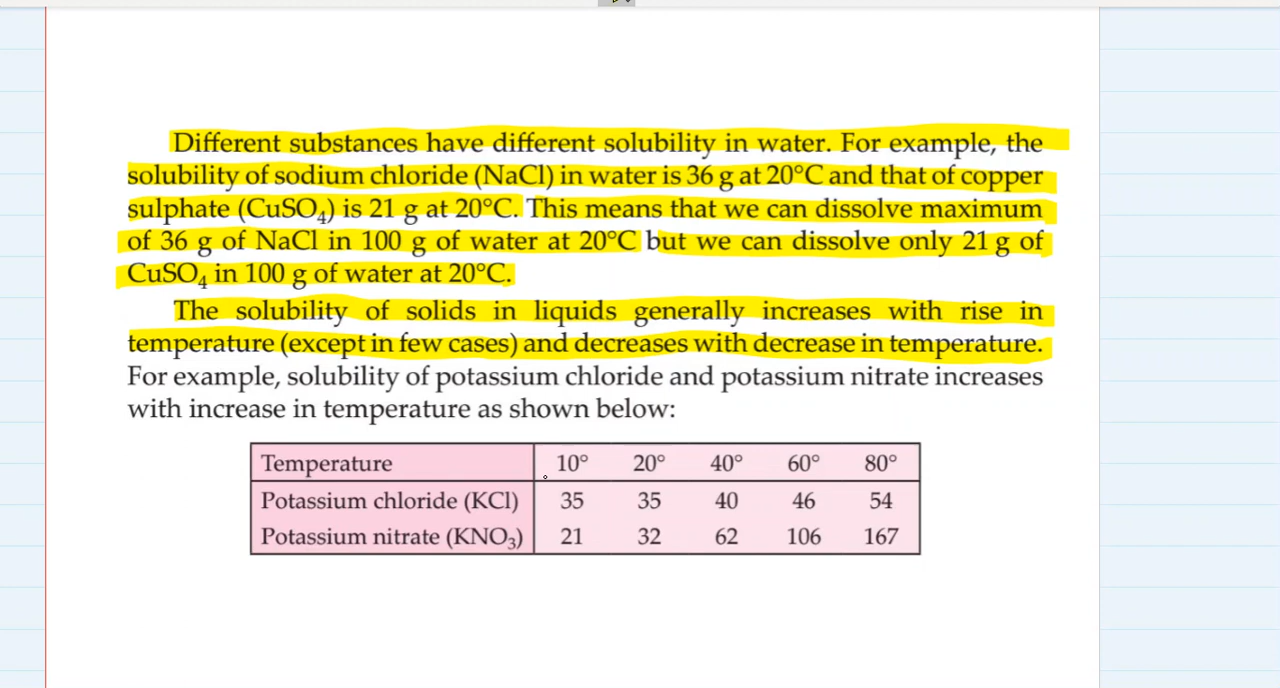 Different substances have different solubility in water. For example, the
solubility of sodium chloride (NaCl) in water is 36 g at 20°C and that of copper
sulphate (CuSO₄) is 21 g at 20°C. This means that we can dissolve maximum
of 36 g of NaCl in 100 g of water at 20°C but we can dissolve only 21 g of
CuSO₄ in 100 g of water at 20°C.
The solubility of solids in liquids generally increases with rise in
temperature (except in few cases) and decreases with decrease in temperature.
For example, solubility of potassium chloride and potassium nitrate increases
with increase in temperature as shown below:
Temperature 10° 20° 40° 60° 80°
Potassium chloride (KCl) 35 35 40 46 54
Potassium nitrate (KNO₃) 21 32 62 106 167